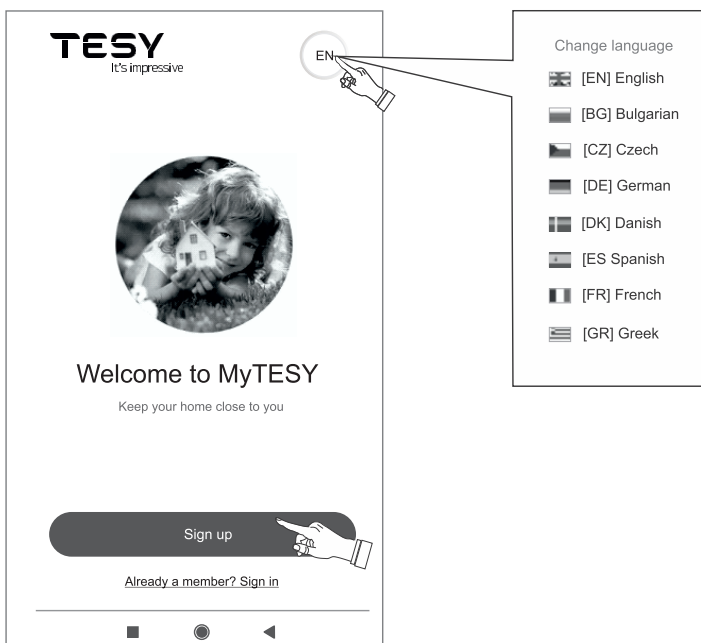 TESY
It's impressive
EN
Welcome to MyTESY
Keep your home close to you
Sign up
Already a member? Sign in
Change language
[EN] English
[BG] Bulgarian
[CZ] Czech
[DE] German
[DK] Danish
[ES Spanish
[FR] French
[GR] Greek